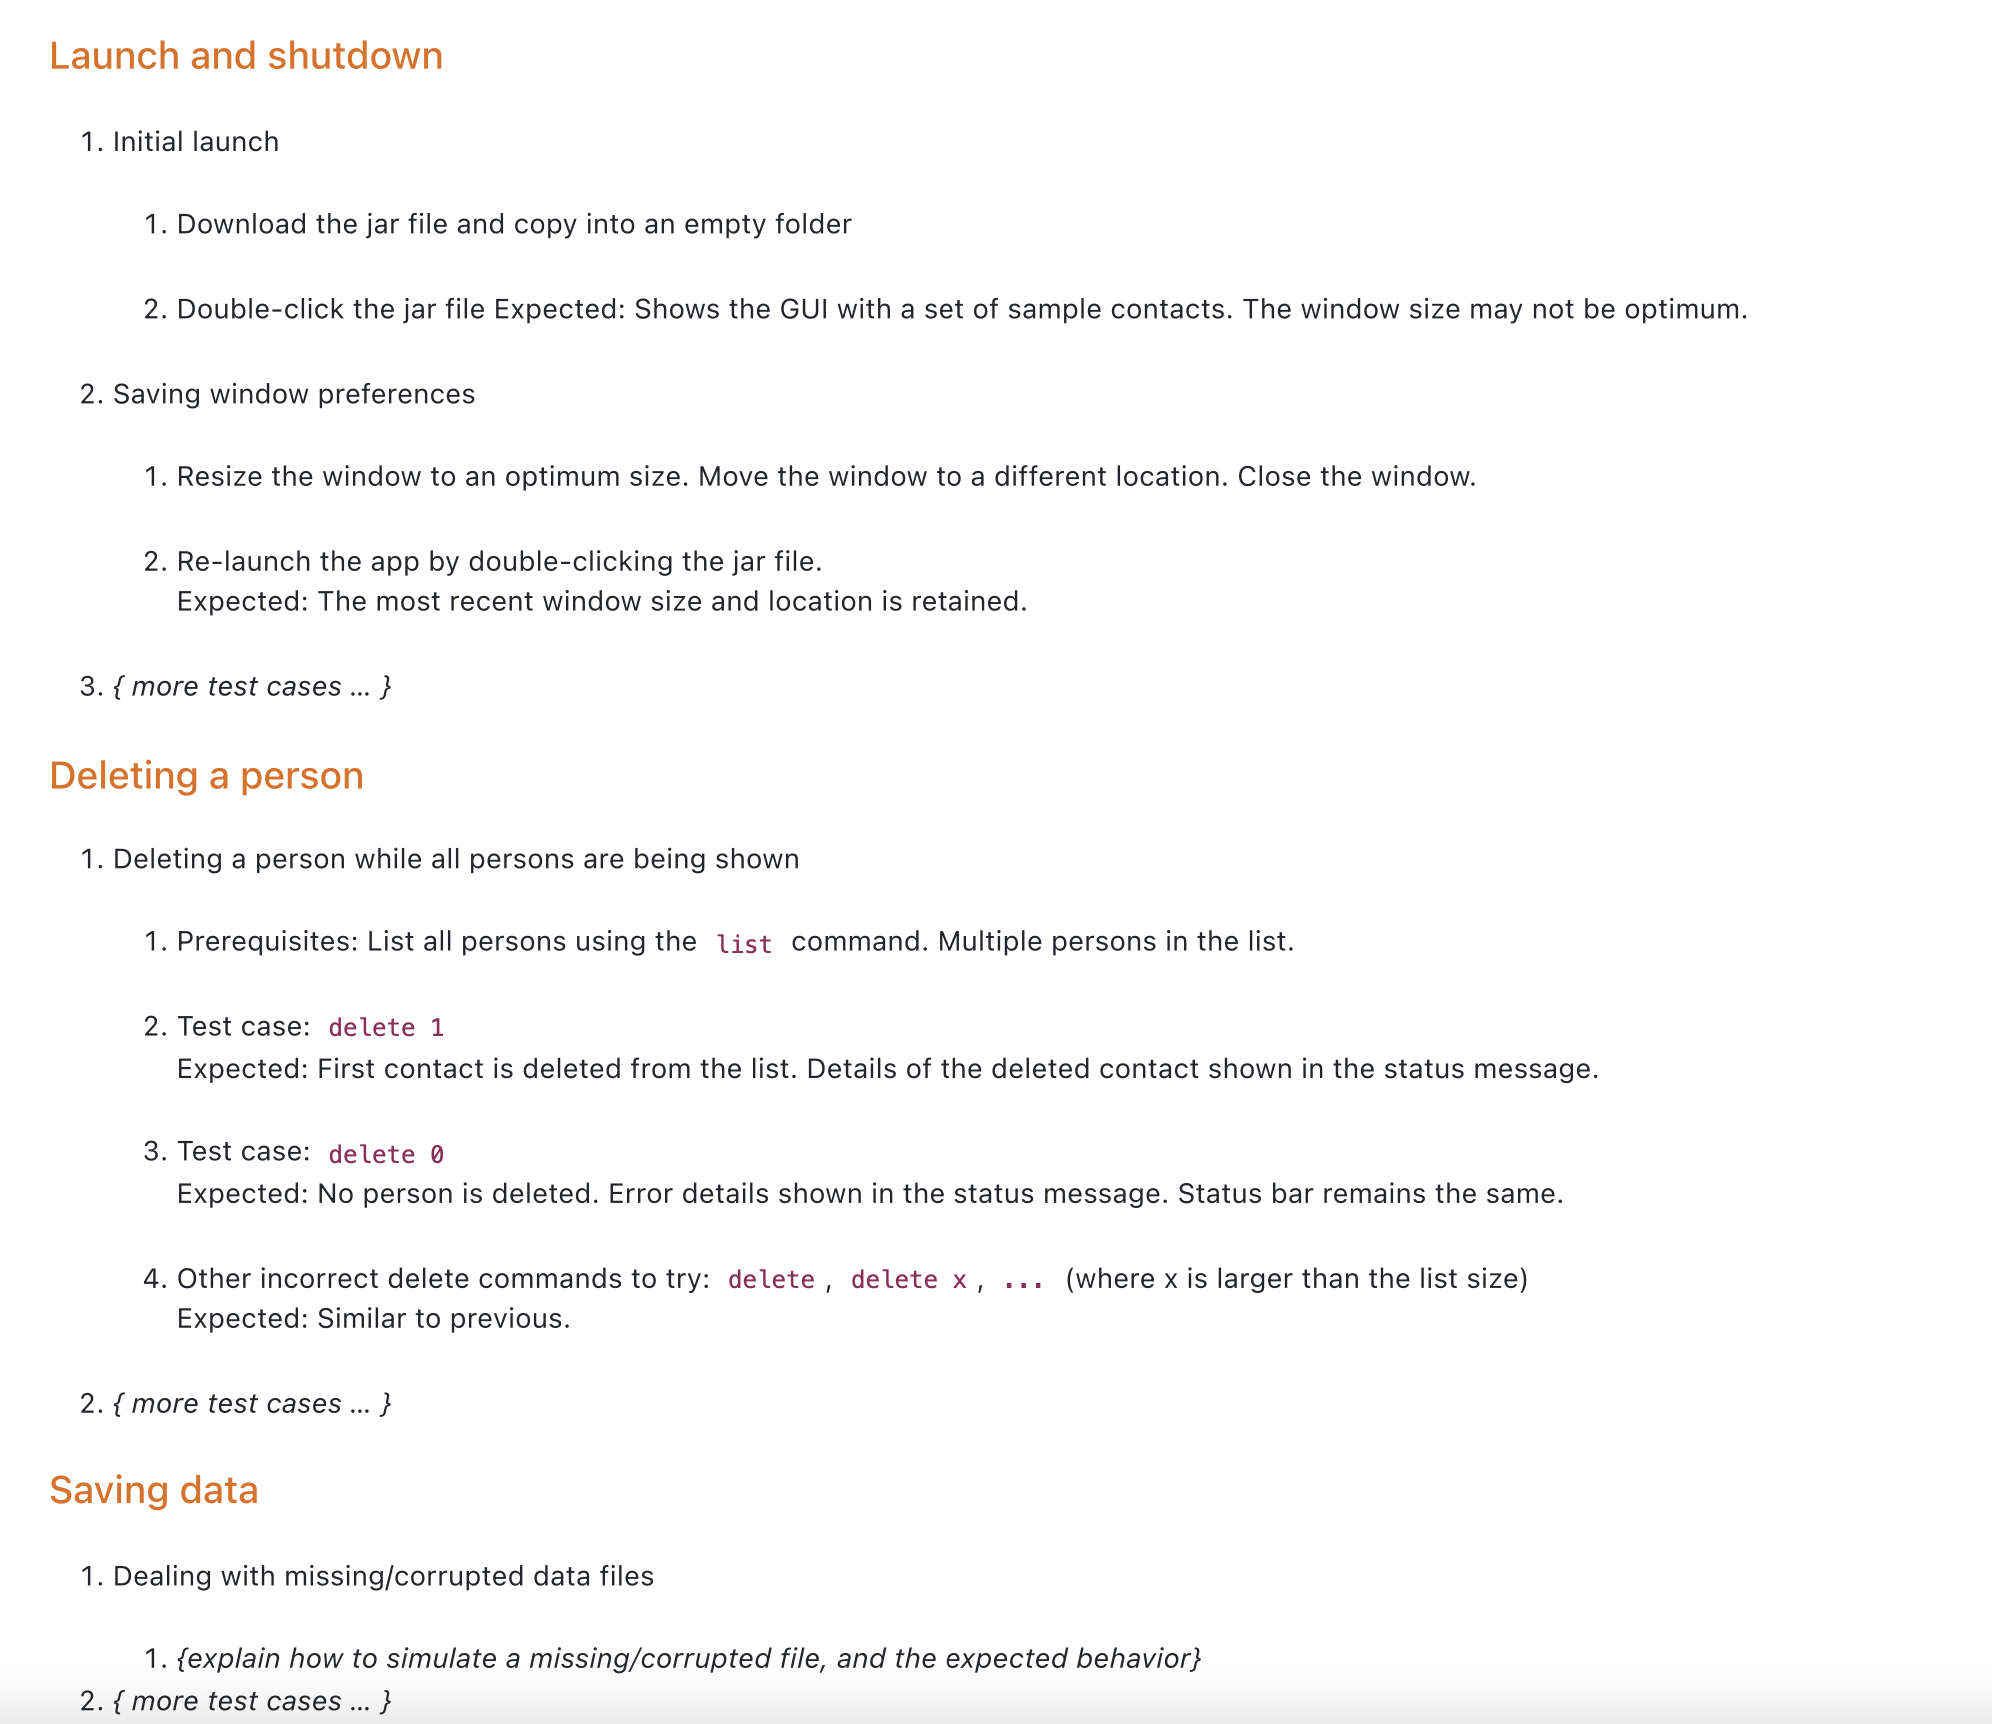 Launch and shutdown
1. Initial launch
1. Download the jar file and copy into an empty folder
2. Double-click the jar file Expected: Shows the GUI with a set of sample contacts. The window size may not be optimum.
2. Saving window preferences
1. Resize the window to an optimum size. Move the window to a different location. Close the window.
2. Re-launch the app by double-clicking the jar file.
Expected: The most recent window size and location is retained.
3. { more test cases … }
Deleting a person
1. Deleting a person while all persons are being shown
1. Prerequisites: List all persons using the list command. Multiple persons in the list.
2. Test case: delete 1
Expected: First contact is deleted from the list. Details of the deleted contact shown in the status message.
3. Test case: delete 0
Expected: No person is deleted. Error details shown in the status message. Status bar remains the same.
4. Other incorrect delete commands to try: delete, delete x, ... (where x is larger than the list size)
Expected: Similar to previous.
2. { more test cases … }
Saving data
1. Dealing with missing/corrupted data files
1. {explain how to simulate a missing/corrupted file, and the expected behavior}
2. { more test cases … }